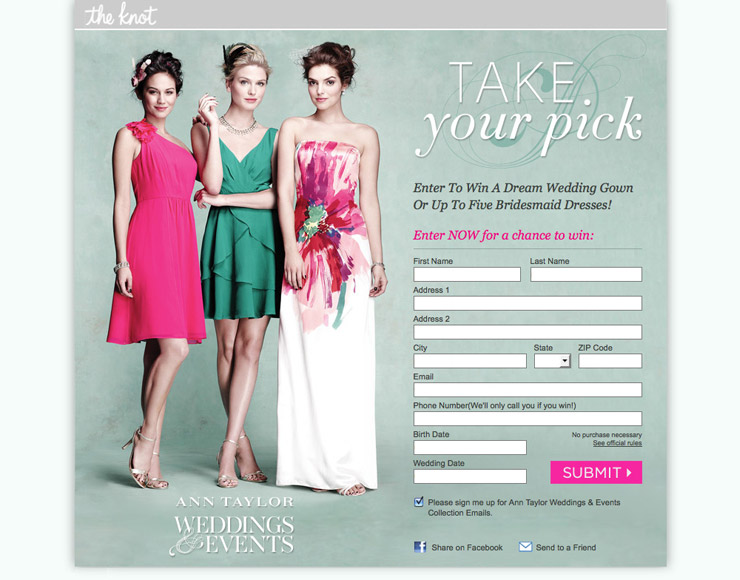 the knot
TAKE
your pick
Enter To Win A Dream Wedding Gown
Or Up To Five Bridesmaid Dresses!
Enter NOW for a chance to win:
First Name Last Name
Address 1
Address 2
City State ZIP Code
Email
Phone Number(We'll only call you if you win!)
Birth Date
No purchase necessary
See official rules
Wedding Date
SUBMIT
Please sign me up for Ann Taylor Weddings & Events
Collection Emails.
Share on Facebook Send to a Friend
ANN TAYLOR
WEDDINGS
& EVENTS